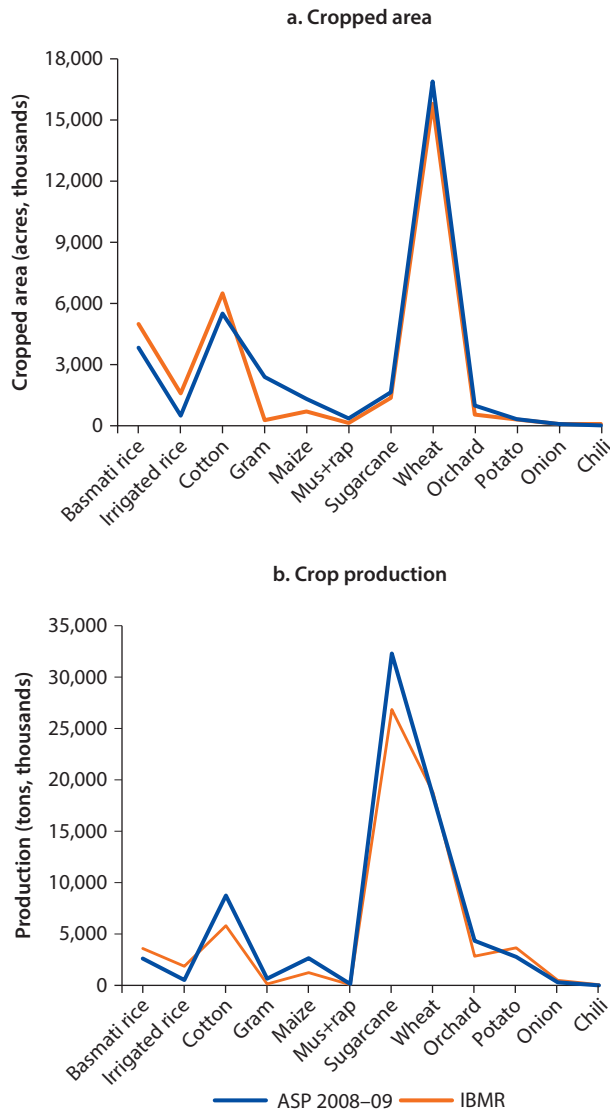 a. Cropped area
Cropped area (acres, thousands)
18,000
15,000
12,000
9,000
6,000
3,000
0
Basmati rice
Irrigated rice
Cotton
Gram
Maize
Mus+rap
Sugarcane
Wheat
Orchard
Potato
Onion
Chili
b. Crop production
Production (tons, thousands)
35,000
30,000
25,000
20,000
15,000
10,000
5,000
0
Basmati rice
Irrigated rice
Cotton
Gram
Maize
Mus+rap
Sugarcane
Wheat
Orchard
Potato
Onion
Chili
ASP 2008–09 IBMR